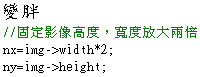 變胖
//固定影像高度，寬度放大兩倍
nx=img->width*2;
ny=img->height;